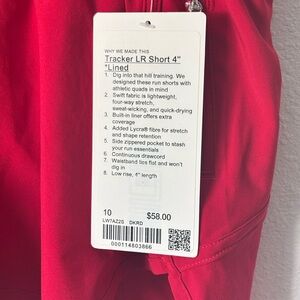 WHY WE MADE THIS
Tracker LR Short 4"
*Lined
1. Dig into that hill training. We
designed these run shorts with
athletic quads in mind
2. Swift fabric is lightweight,
four-way stretch,
sweat-wicking, and quick-drying
3. Built-in liner offers extra
coverage
4. Added Lycra® fibre for stretch
and shape retention
5. Side zippered pocket to stash
your run essentials
6. Continuous drawcord
7. Waistband lies flat and won't
dig in
8. Low rise, 4" length
10
$58.00
LW7AZ2S DKRD
000114803866